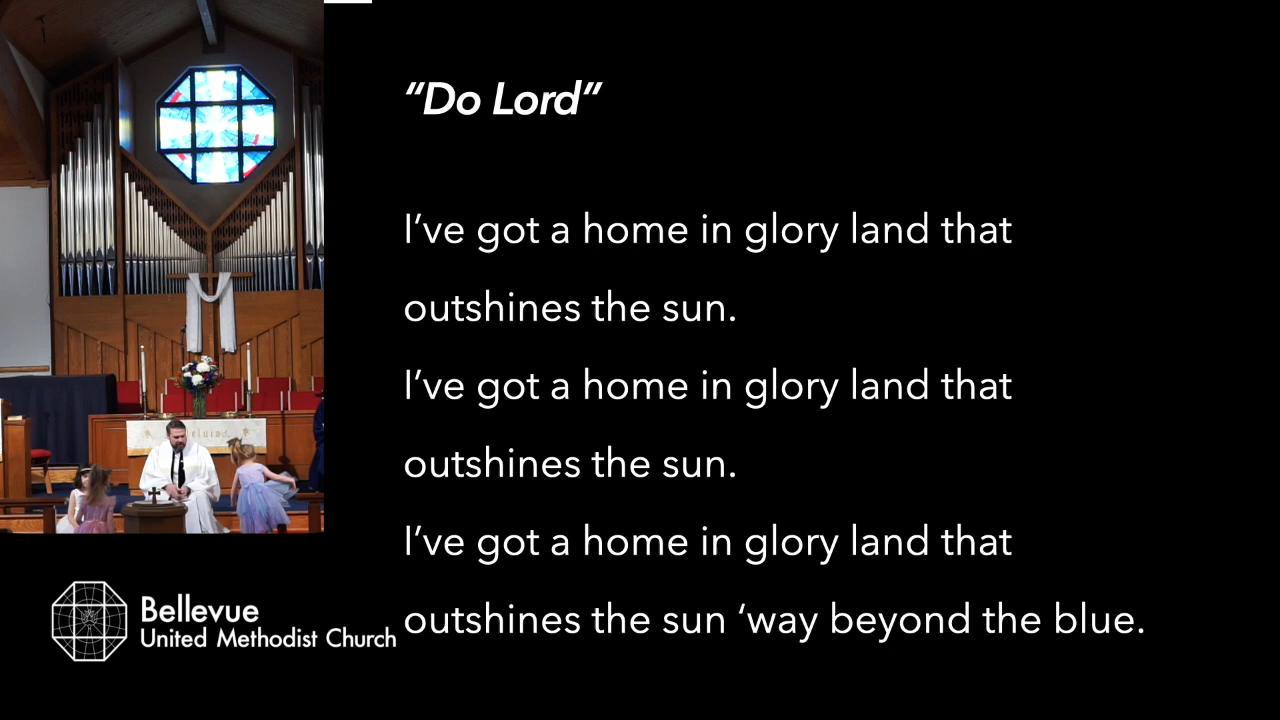 “Do Lord”
I’ve got a home in glory land that
outshines the sun.
I’ve got a home in glory land that
outshines the sun.
I’ve got a home in glory land that
outshines the sun ‘way beyond the blue.
Bellevue
United Methodist Church